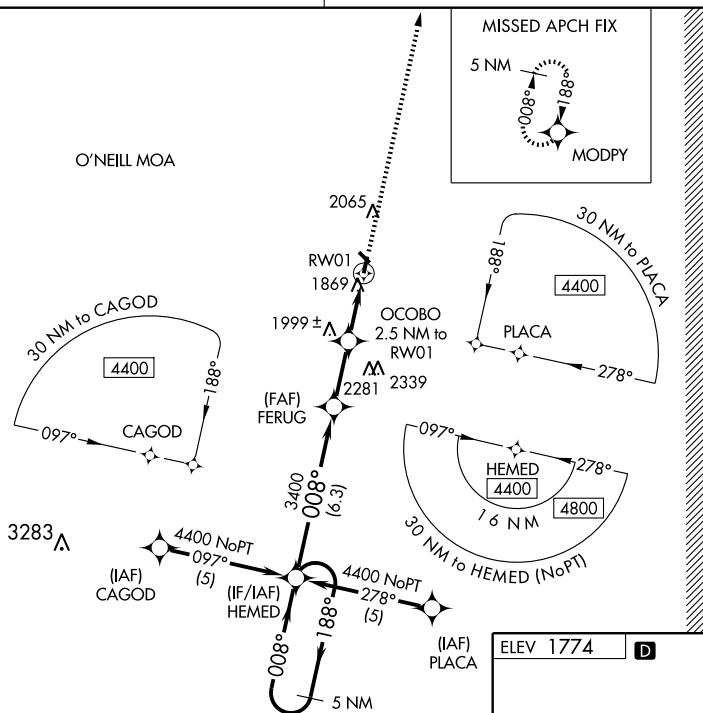 MISSED APCH FIX
5 NM
008°
188°
MODPY
O'NEILL MOA
2065
RW01
1869
30 NM to PLACA
188°
4400
PLACA
278°
30 NM to CAGOD
4400
188°
097°
CAGOD
1999 ±
OCOBO
2.5 NM to
RW01
2281
2339
(FAF)
FERUG
097°
HEMED
278°
4400
4800
16 NM
30 NM to HEMED (NoPT)
3400
008°
(6.3)
3283
4400 NoPT
097°
(5)
(IAF)
CAGOD
(IF/IAF)
HEMED
4400 NoPT
278°
(5)
(IAF)
PLACA
008°
188°
5 NM
ELEV 1774 D